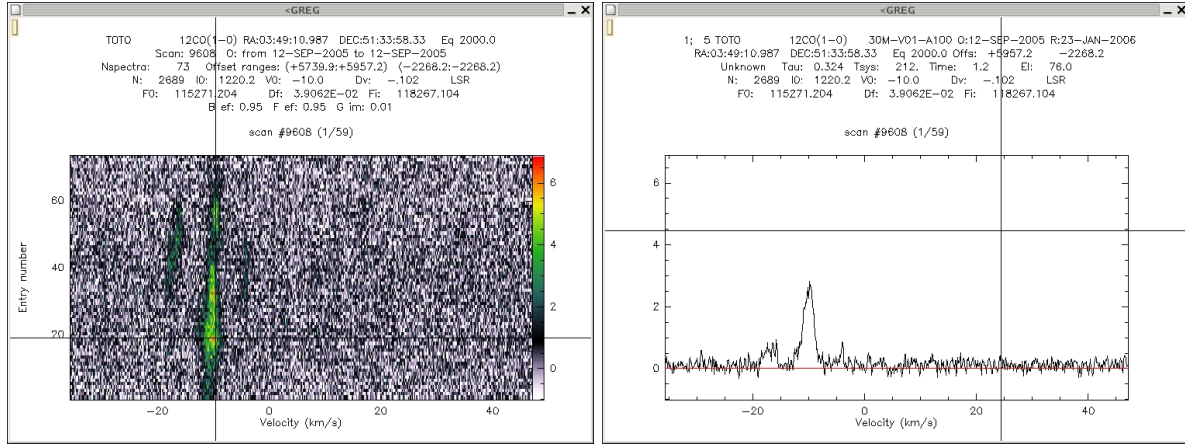 <GREG
TOTO 12CO(1-0) RA:03:49:10.987 DEC:51:33:58.33 Eq 2000.0
Scan: 9608 O: from 12-SEP-2005 to 12-SEP-2005
Nspectra: 73 Offset ranges: (+5739.9:+5957.2) (-2268.2:-2268.2)
N: 2689 I0: 1220.2 V0: -10.0 Dv: -.102 LSR
F0: 115271.204 Df: 3.9062E-02 Fi: 118267.104
B ef: 0.95 F ef: 0.95 G im: 0.01
scan #9608 (1/59)
60
40
20
Entry number
-20 0 20 40
Velocity (km/s)
6
4
2
0
<GREG
1; 5 TOTO 12CO(1-0) 30M-V01-A100 O:12-SEP-2005 R:23-JAN-2006
RA:03:49:10.987 DEC:51:33:58.33 Eq 2000.0 Offs: +5957.2 -2268.2
Unknown Tau: 0.324 Tsys: 212. Time: 1.2 El: 76.0
N: 2689 I0: 1220.2 V0: -10.0 Dv: -.102 LSR
F0: 115271.204 Df: 3.9062E-02 Fi: 118267.104
scan #9608 (1/59)
6
4
2
0
-20 0 20 40
Velocity (km/s)